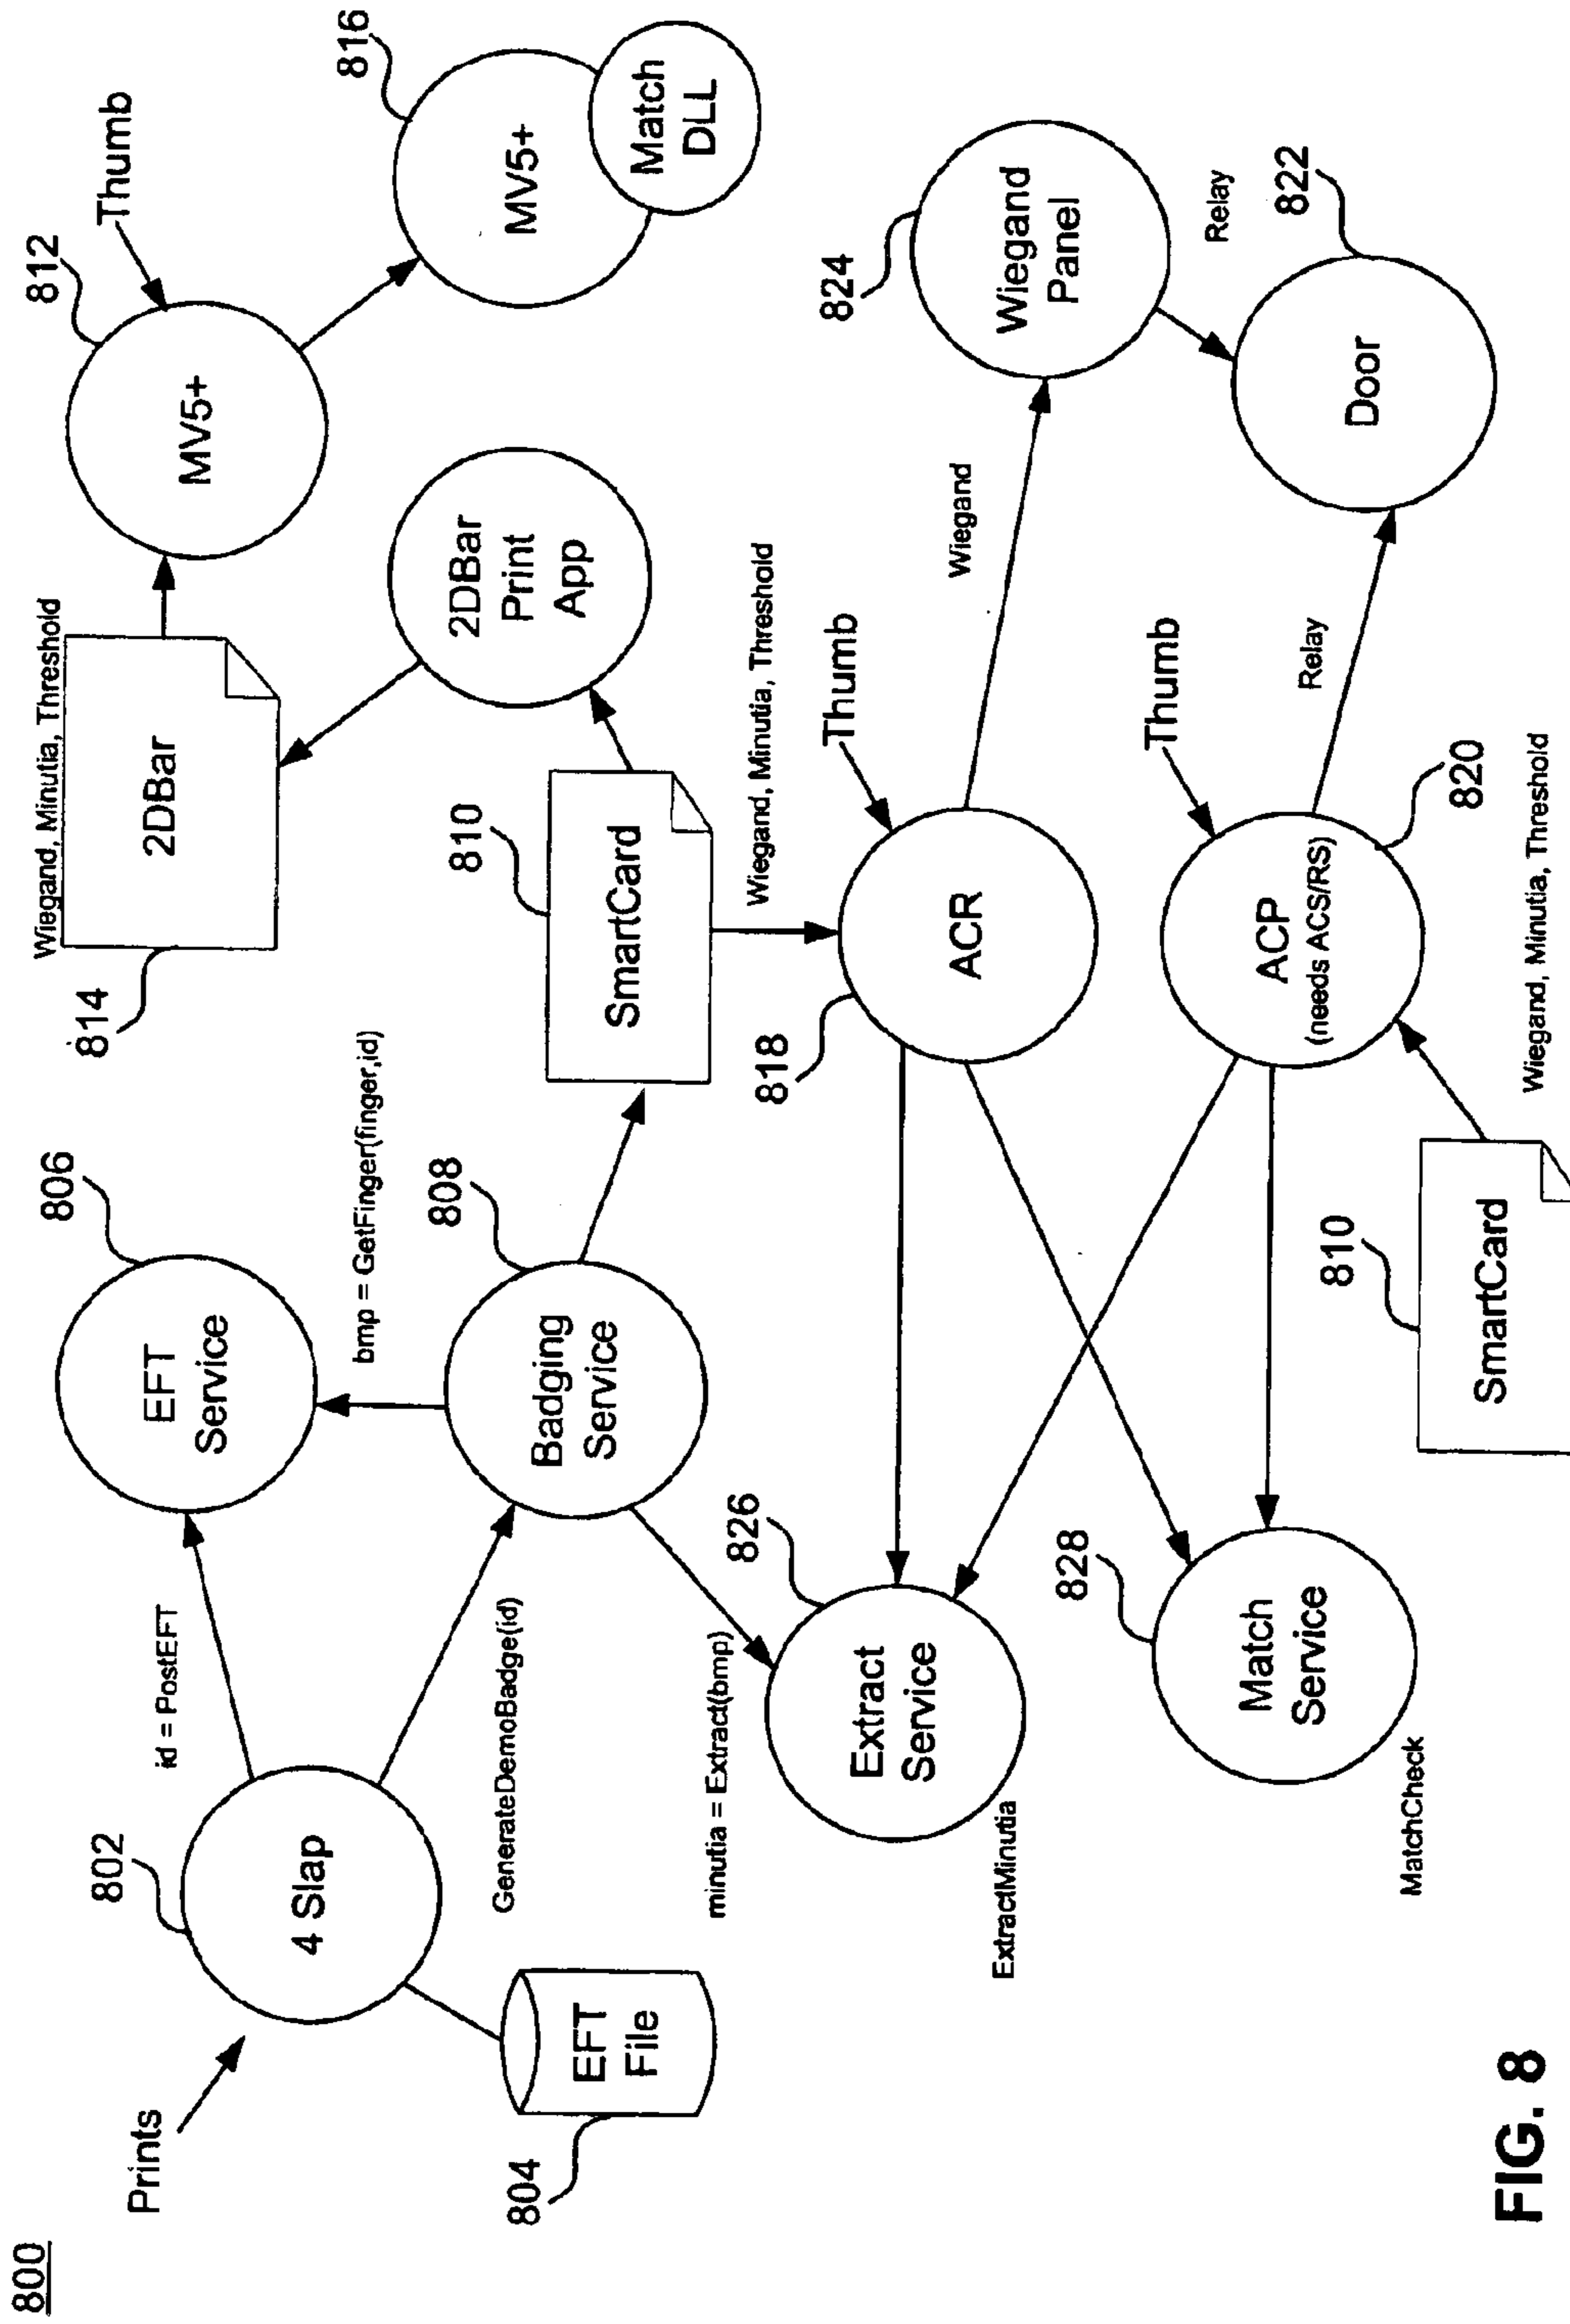 800
Prints
802
4 Slap
804
EFT
File
id = PostEFT
GenerateDemoBadge(id)
806
EFT
Service
bmp = GetFinger(finger,id)
808
Badging
Service
minutia = Extract(bmp)
826
Extract
Service
ExtractMinutia
828
Match
Service
MatchCheck
814
Wiegand, Minutia, Threshold
2DBar
812
Thumb
MV5+
816
MV5+
Match
DLL
2DBar
Print
App
810
SmartCard
Wiegand, Minutia, Threshold
818
Thumb
ACR
Wiegand
824
Wiegand
Panel
Relay
822
Door
Thumb
ACP
(needs ACS/RS)
820
Relay
810
SmartCard
Wiegand, Minutia, Threshold
FIG. 8